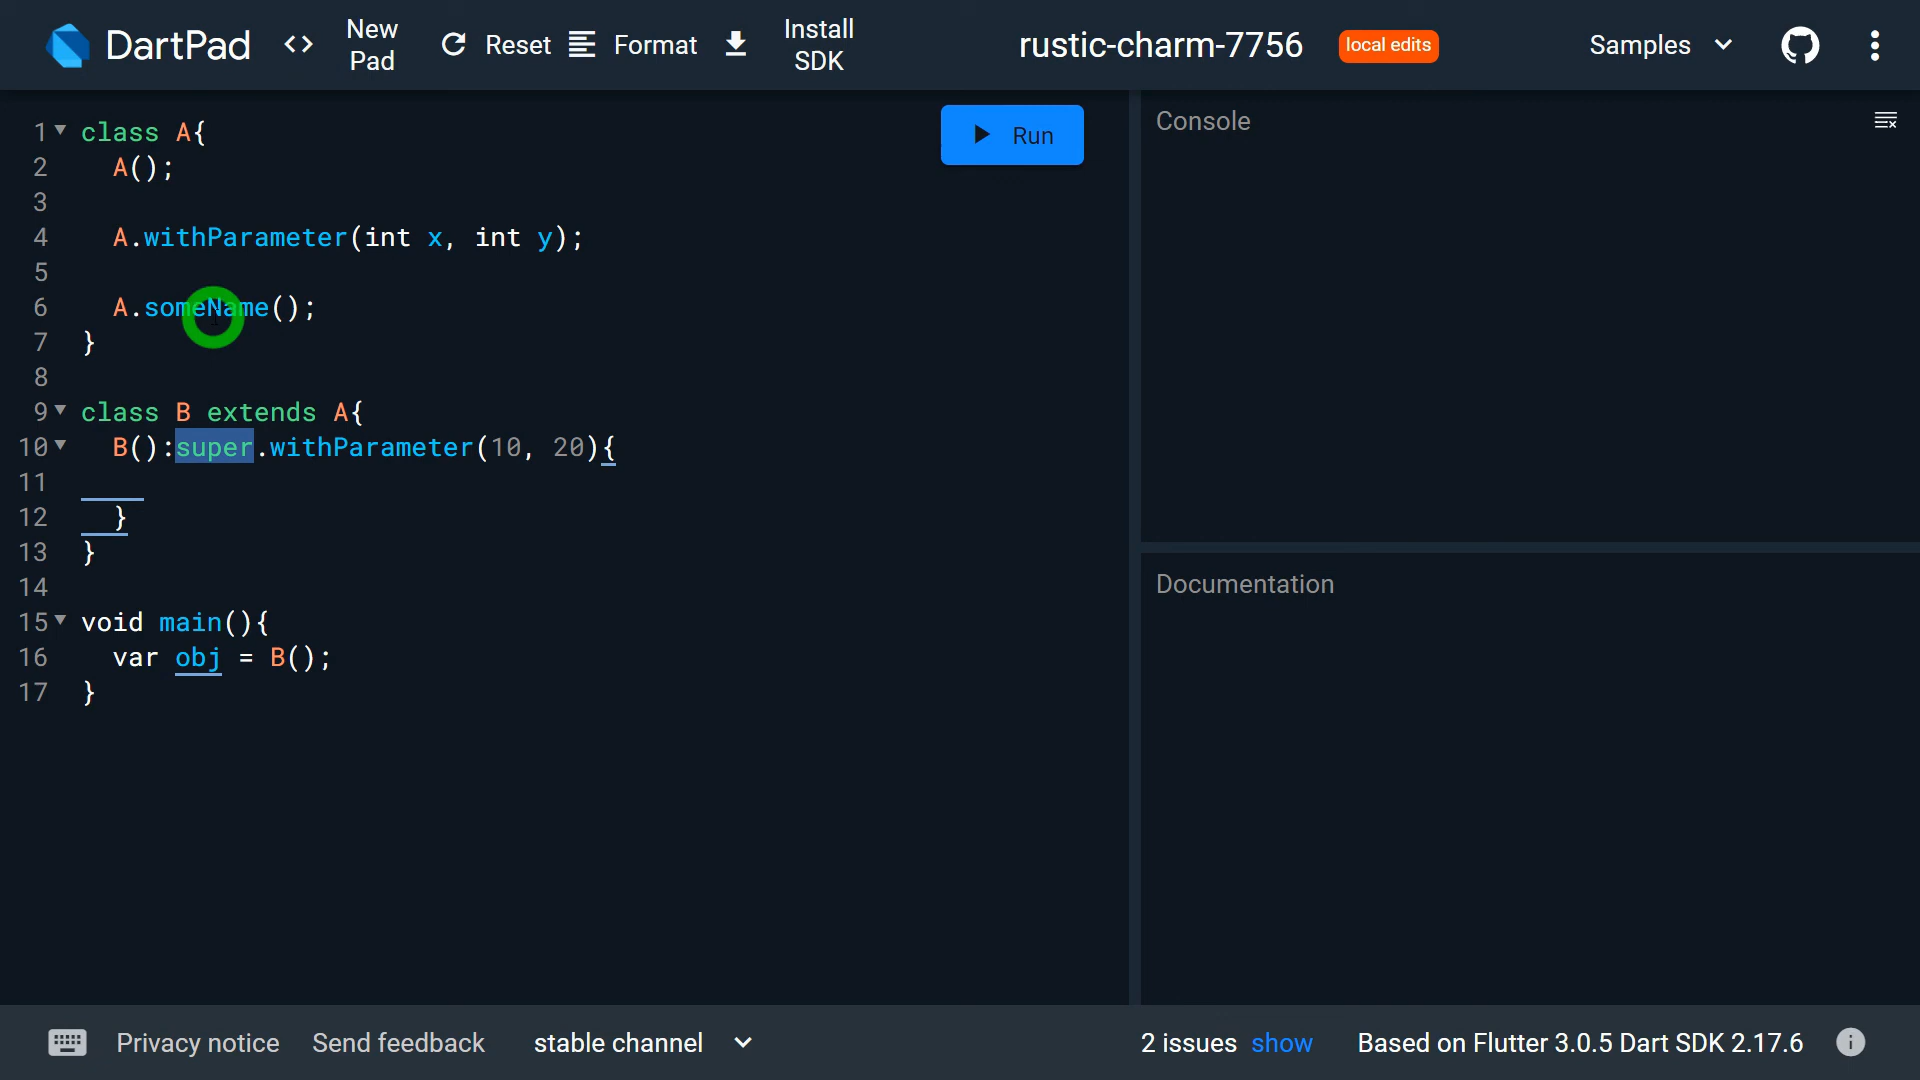 DartPad <> New Pad Reset Format Install SDK rustic-charm-7756 local edits Samples
Run
1 class A{
2   A();
3
4   A.withParameter(int x, int y);
5
6   A.someName();
7 }
8
9 class B extends A{
10   B():super.withParameter(10, 20){
11
12   }
13 }
14
15 void main(){
16   var obj = B();
17 }
Console
Documentation
Privacy notice Send feedback stable channel 2 issues show Based on Flutter 3.0.5 Dart SDK 2.17.6